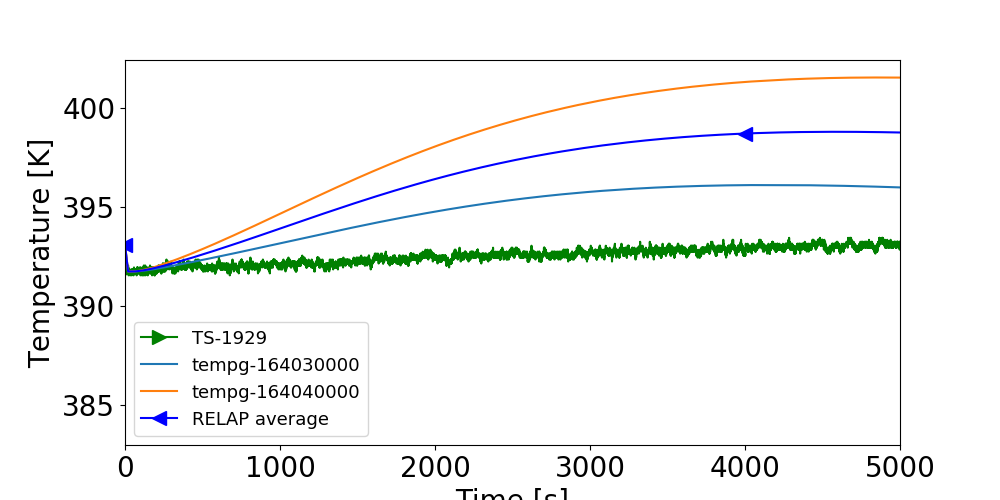 Temperature [K]
400
395
390
385
TS-1929
tempg-164030000
tempg-164040000
RELAP average
0 1000 2000 3000 4000 5000
Time [s]